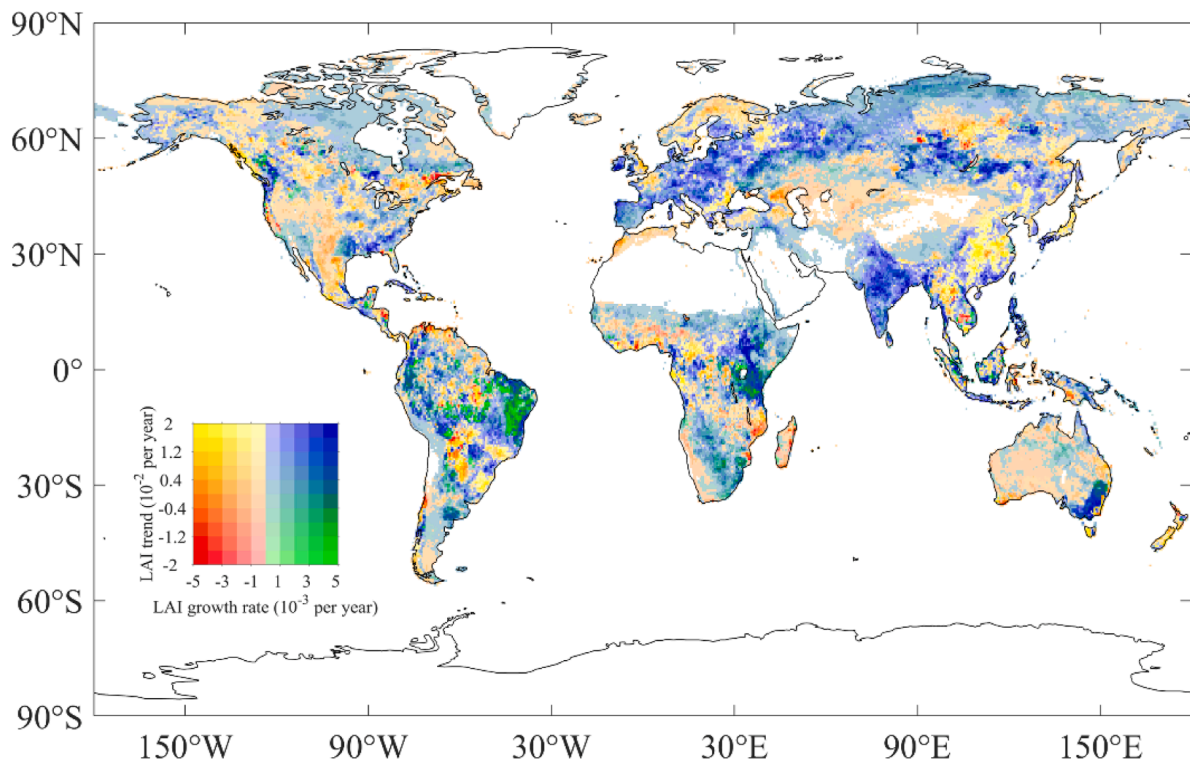 90°N
60°N
30°N
0°
30°S
60°S
90°S
150°W
90°W
30°W
30°E
90°E
150°E
LAI trend (10⁻² per year)
2
1.2
0.4
-0.4
-1.2
-2
-5 -3 -1 1 3 5
LAI growth rate (10⁻³ per year)